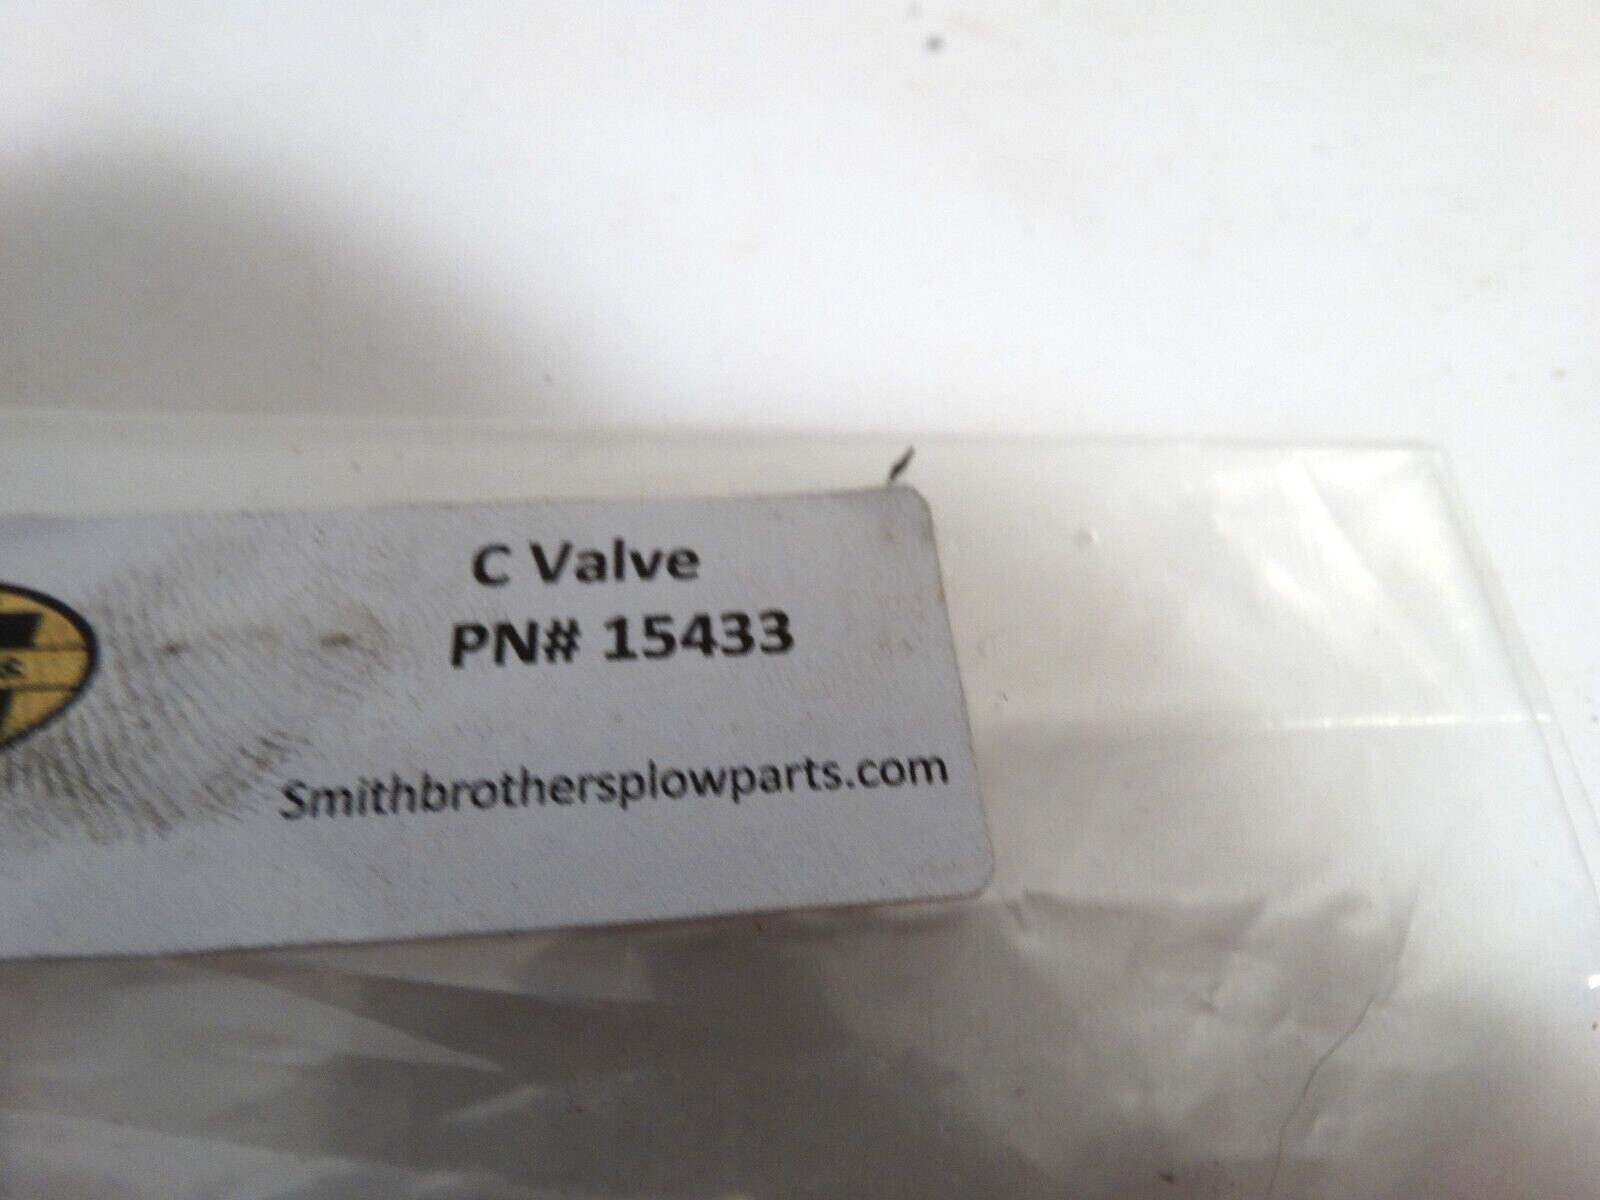 C Valve
PN# 15433
Smithbrothersplowparts.com